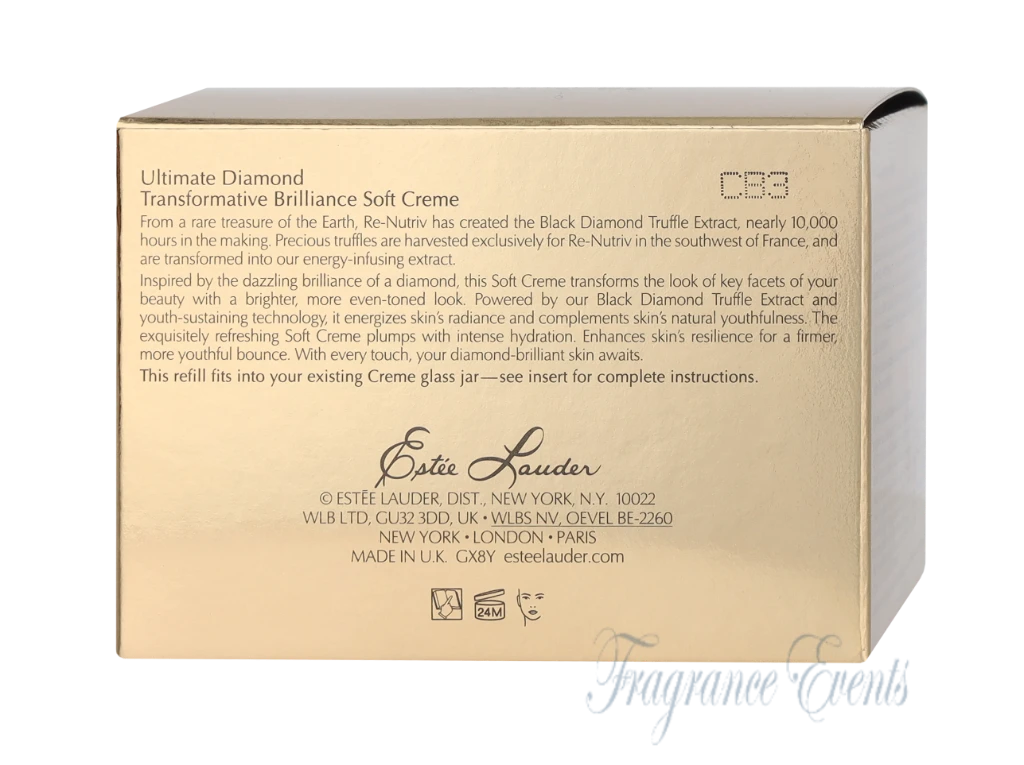 Ultimate Diamond
Transformative Brilliance Soft Creme
CB3
From a rare treasure of the Earth, Re-Nutriv has created the Black Diamond Truffle Extract, nearly 10,000
hours in the making. Precious truffles are harvested exclusively for Re-Nutriv in the southwest of France, and
are transformed into our energy-infusing extract.
Inspired by the dazzling brilliance of a diamond, this Soft Creme transforms the look of key facets of your
beauty with a brighter, more even-toned look. Powered by our Black Diamond Truffle Extract and
youth-sustaining technology, it energizes skin's radiance and complements skin's natural youthfulness. The
exquisitely refreshing Soft Creme plumps with intense hydration. Enhances skin's resilience for a firmer,
more youthful bounce. With every touch, your diamond-brilliant skin awaits.
This refill fits into your existing Creme glass jar—see insert for complete instructions.
Estée Lauder
© ESTÉE LAUDER, DIST., NEW YORK, N.Y. 10022
WLB LTD, GU32 3DD, UK • WLBS NV, OEVEL BE-2260
NEW YORK • LONDON • PARIS
MADE IN U.K. GX8Y esteelauder.com
24M
Fragrance Events